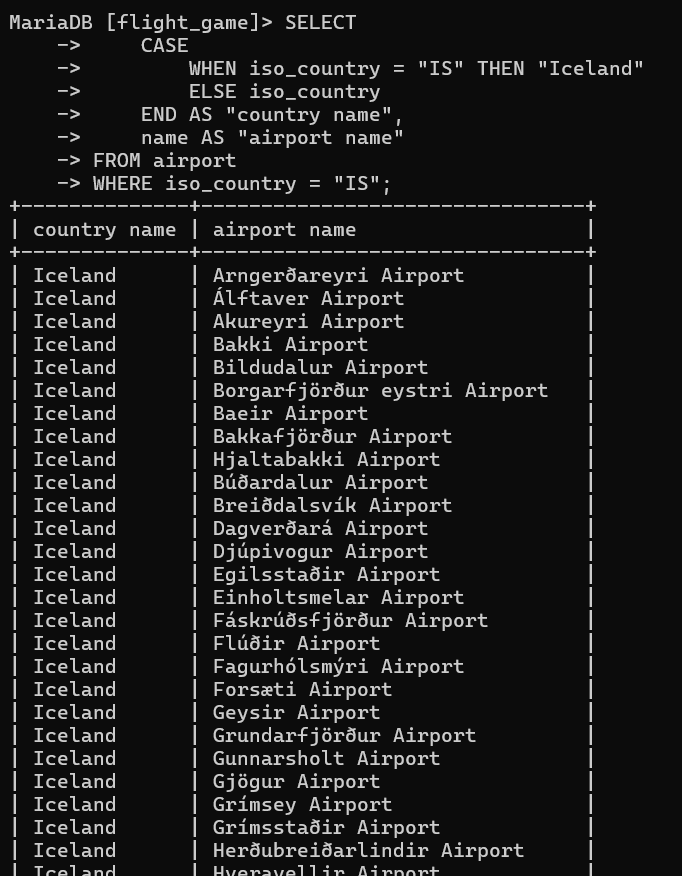 MariaDB [flight_game]> SELECT
    ->     CASE
    ->         WHEN iso_country = "IS" THEN "Iceland"
    ->         ELSE iso_country
    ->     END AS "country name",
    ->     name AS "airport name"
    -> FROM airport
    -> WHERE iso_country = "IS";
+--------------+--------------------------------+
| country name | airport name                   |
+--------------+--------------------------------+
| Iceland      | Arngerðareyri Airport          |
| Iceland      | Álftaver Airport               |
| Iceland      | Akureyri Airport               |
| Iceland      | Bakki Airport                  |
| Iceland      | Bildudalur Airport             |
| Iceland      | Borgarfjörður eystri Airport   |
| Iceland      | Baeir Airport                  |
| Iceland      | Bakkafjörður Airport           |
| Iceland      | Hjaltabakki Airport            |
| Iceland      | Búðardalur Airport             |
| Iceland      | Breiðdalsvík Airport           |
| Iceland      | Dagverðará Airport             |
| Iceland      | Djúpivogur Airport             |
| Iceland      | Egilsstaðir Airport            |
| Iceland      | Einholtsmelar Airport          |
| Iceland      | Fáskrúðsfjörður Airport        |
| Iceland      | Flúðir Airport                 |
| Iceland      | Fagurhólsmýri Airport          |
| Iceland      | Forsæti Airport                |
| Iceland      | Geysir Airport                 |
| Iceland      | Grundarfjörður Airport         |
| Iceland      | Gunnarsholt Airport            |
| Iceland      | Gjögur Airport                 |
| Iceland      | Grímsey Airport                |
| Iceland      | Grímsstaðir Airport            |
| Iceland      | Herðubreiðarlindir Airport     |
| Iceland      | Hveravellir Airport            |